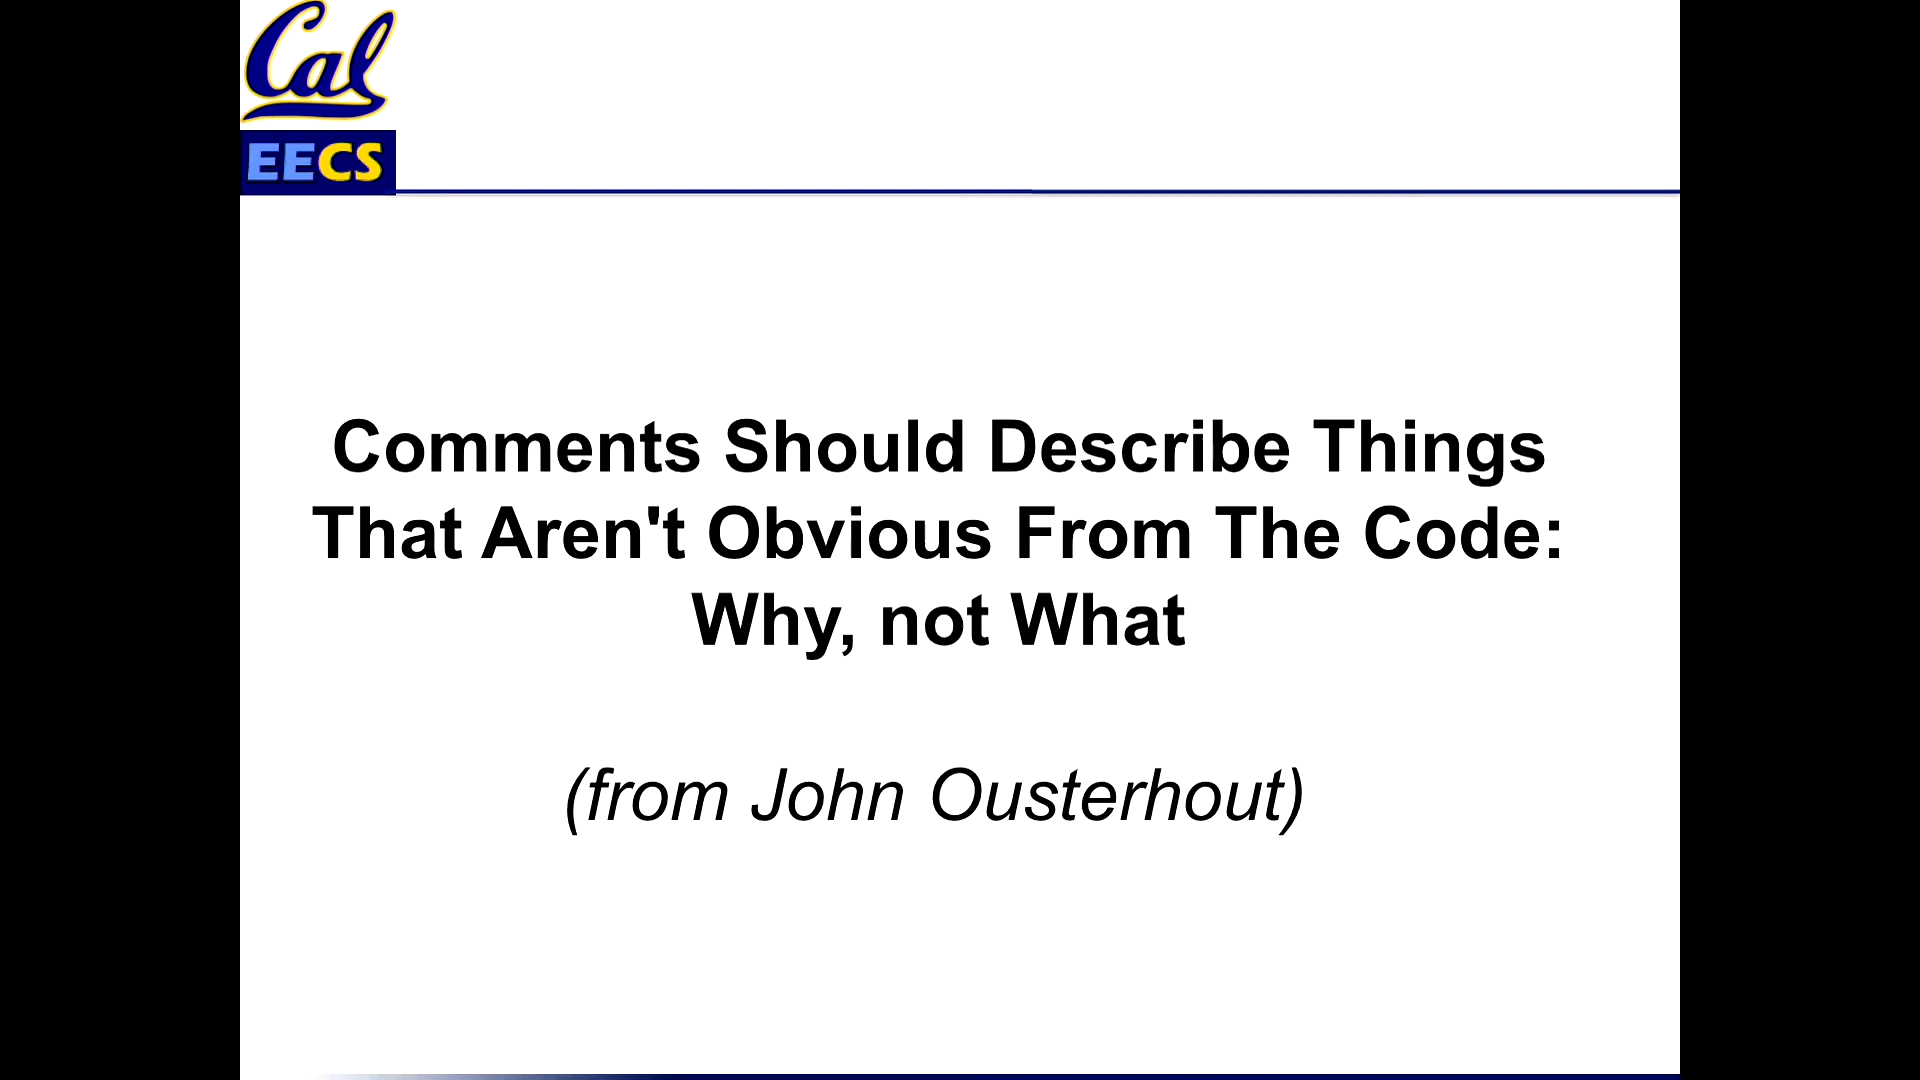 Cal
EECS
Comments Should Describe Things
That Aren't Obvious From The Code:
Why, not What
(from John Ousterhout)